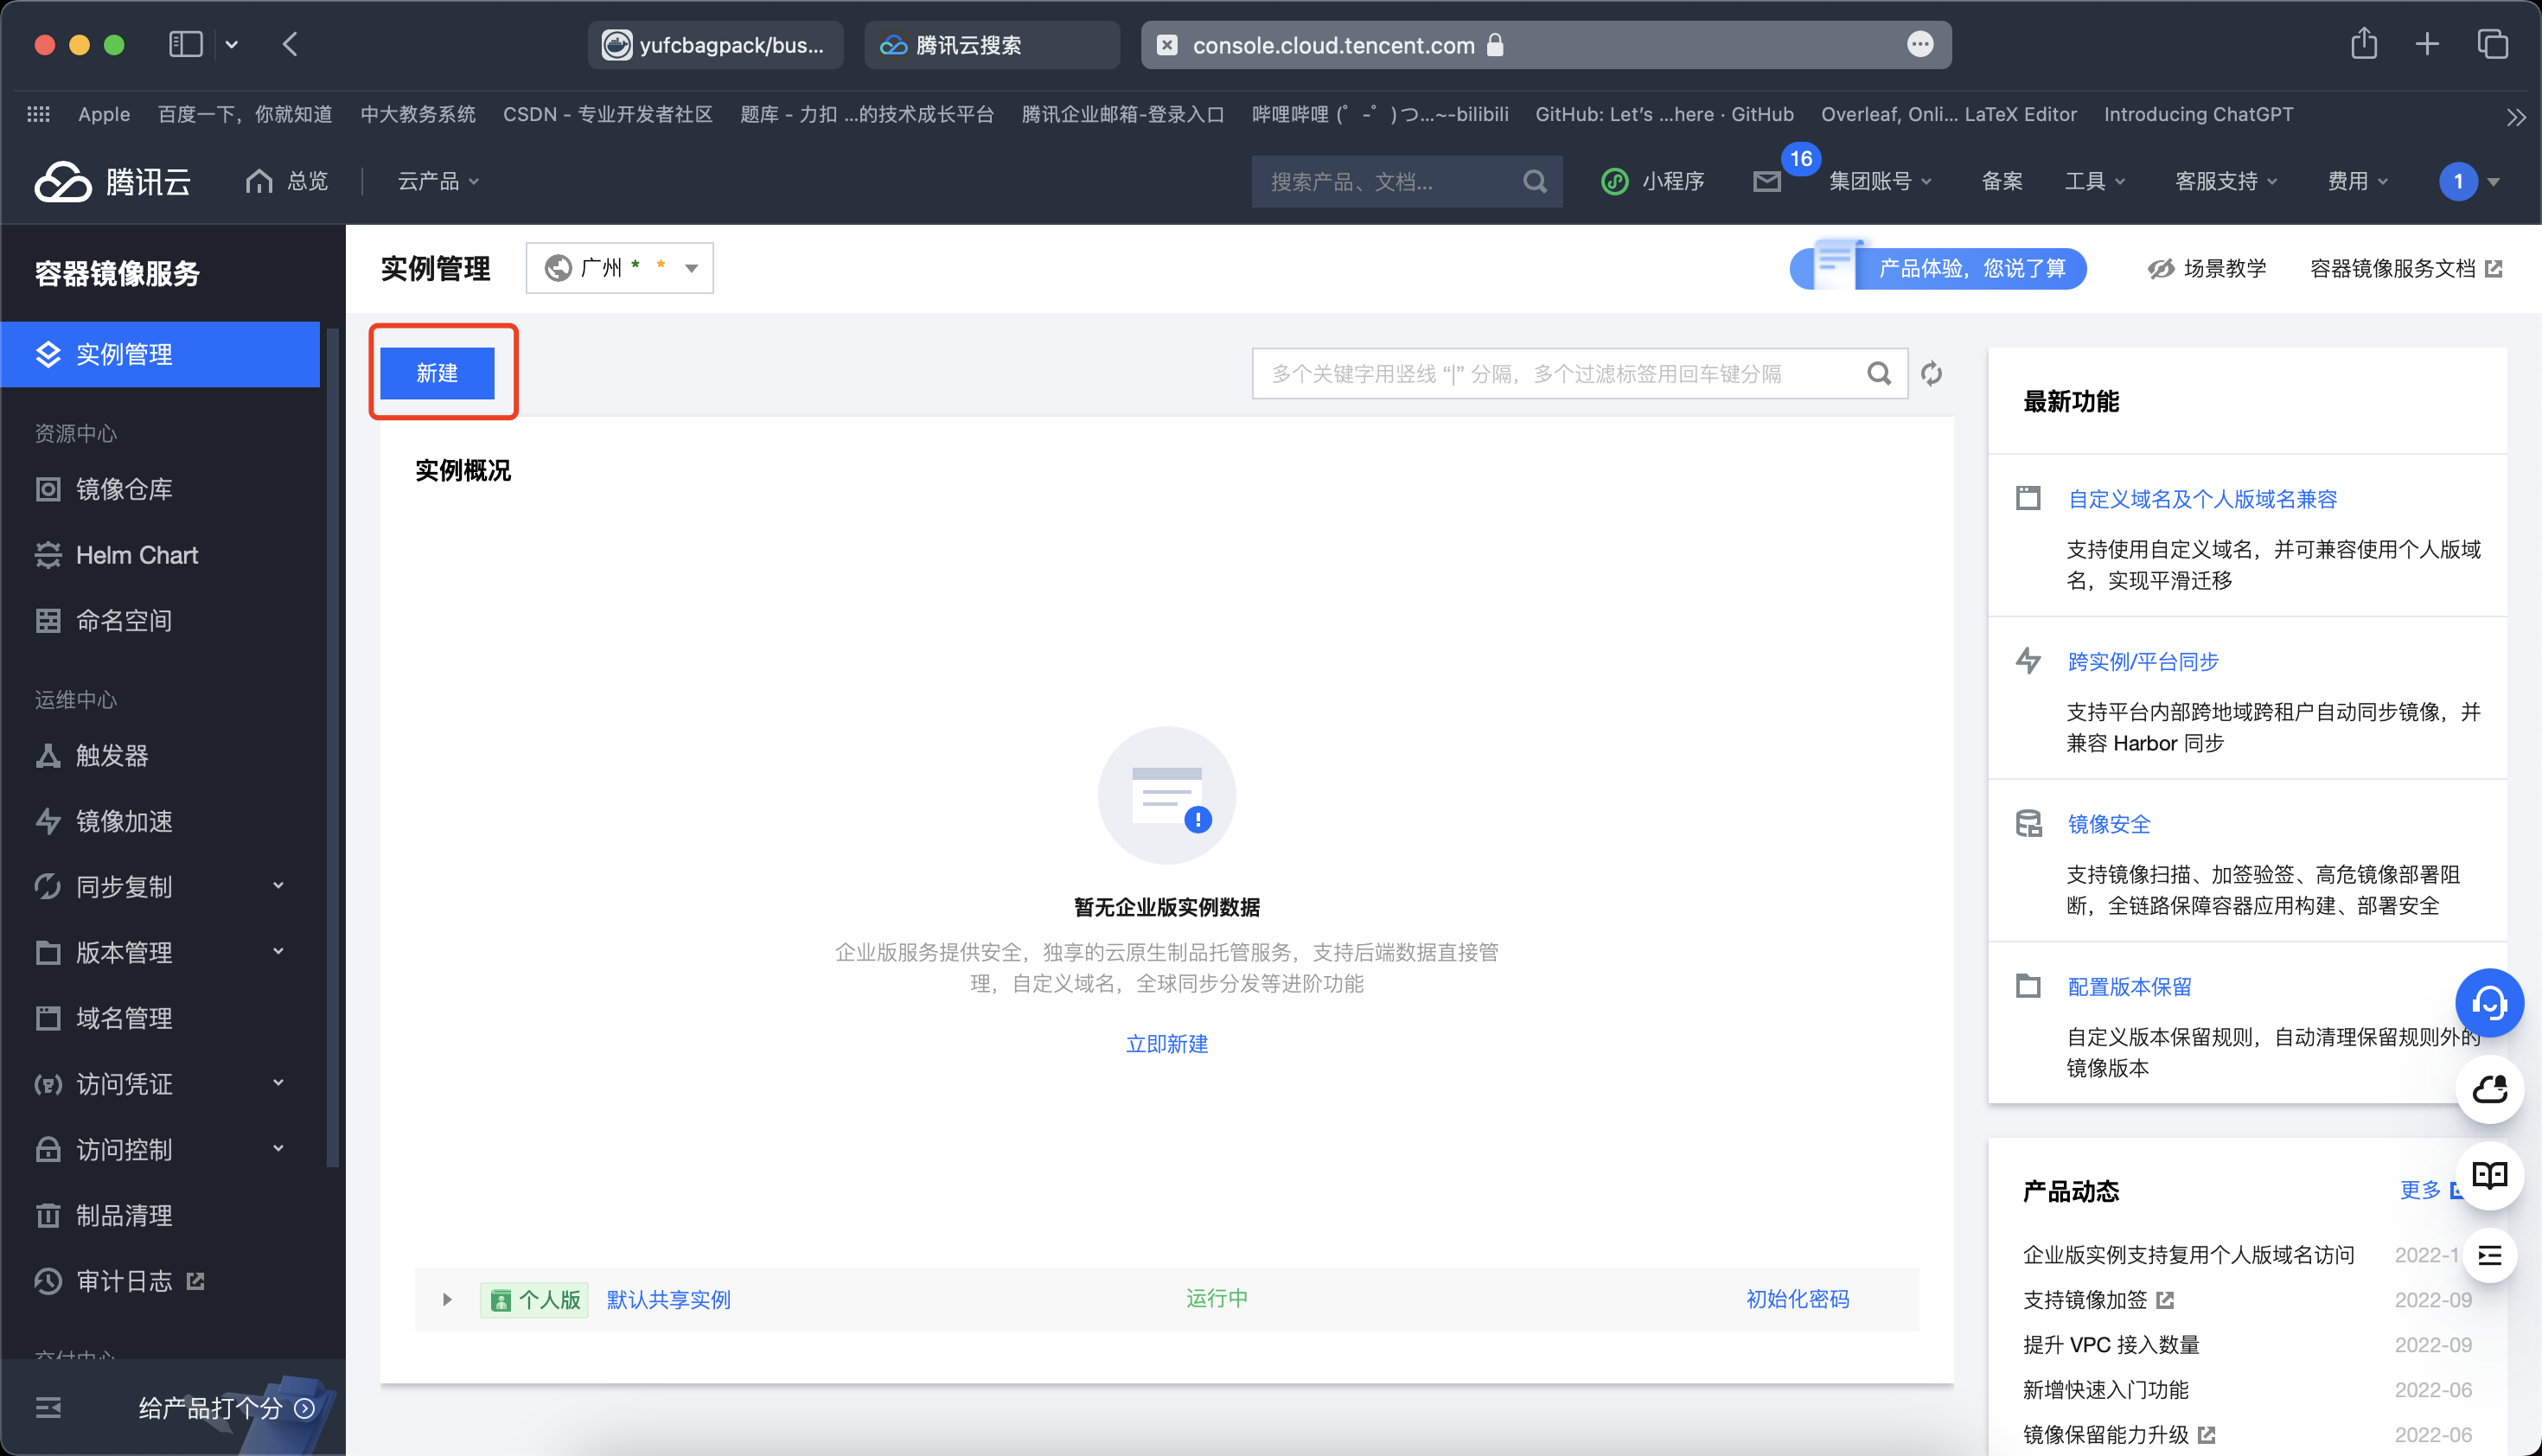 yufcbagpack/bus...
腾讯云搜索
console.cloud.tencent.com
Apple
百度一下，你就知道
中大教务系统
CSDN - 专业开发者社区
题库 - 力扣 ...的技术成长平台
腾讯企业邮箱-登录入口
哔哩哔哩 (゜-゜)つ...~-bilibili
GitHub: Let's ...here · GitHub
Overleaf, Onli... LaTeX Editor
Introducing ChatGPT
腾讯云
总览
云产品
搜索产品、文档...
小程序
16
集团账号
备案
工具
客服支持
费用
1
容器镜像服务
实例管理
资源中心
镜像仓库
Helm Chart
命名空间
运维中心
触发器
镜像加速
同步复制
版本管理
域名管理
访问凭证
访问控制
制品清理
审计日志
给产品打个分
实例管理
广州 * *
产品体验，您说了算
场景教学
容器镜像服务文档
新建
多个关键字用竖线 “|” 分隔，多个过滤标签用回车键分隔
实例概况
暂无企业版实例数据
企业版服务提供安全，独享的云原生制品托管服务，支持后端数据直接管
理，自定义域名，全球同步分发等进阶功能
立即新建
个人版
默认共享实例
运行中
初始化密码
最新功能
自定义域名及个人版域名兼容
支持使用自定义域名，并可兼容使用个人版域
名，实现平滑迁移
跨实例/平台同步
支持平台内部跨地域跨租户自动同步镜像，并
兼容 Harbor 同步
镜像安全
支持镜像扫描、加签验签、高危镜像部署阻
断，全链路保障容器应用构建、部署安全
配置版本保留
自定义版本保留规则，自动清理保留规则外的
镜像版本
产品动态
更多
企业版实例支持复用个人版域名访问
2022-1
支持镜像加签
2022-09
提升 VPC 接入数量
2022-09
新增快速入门功能
2022-06
镜像保留能力升级
2022-06